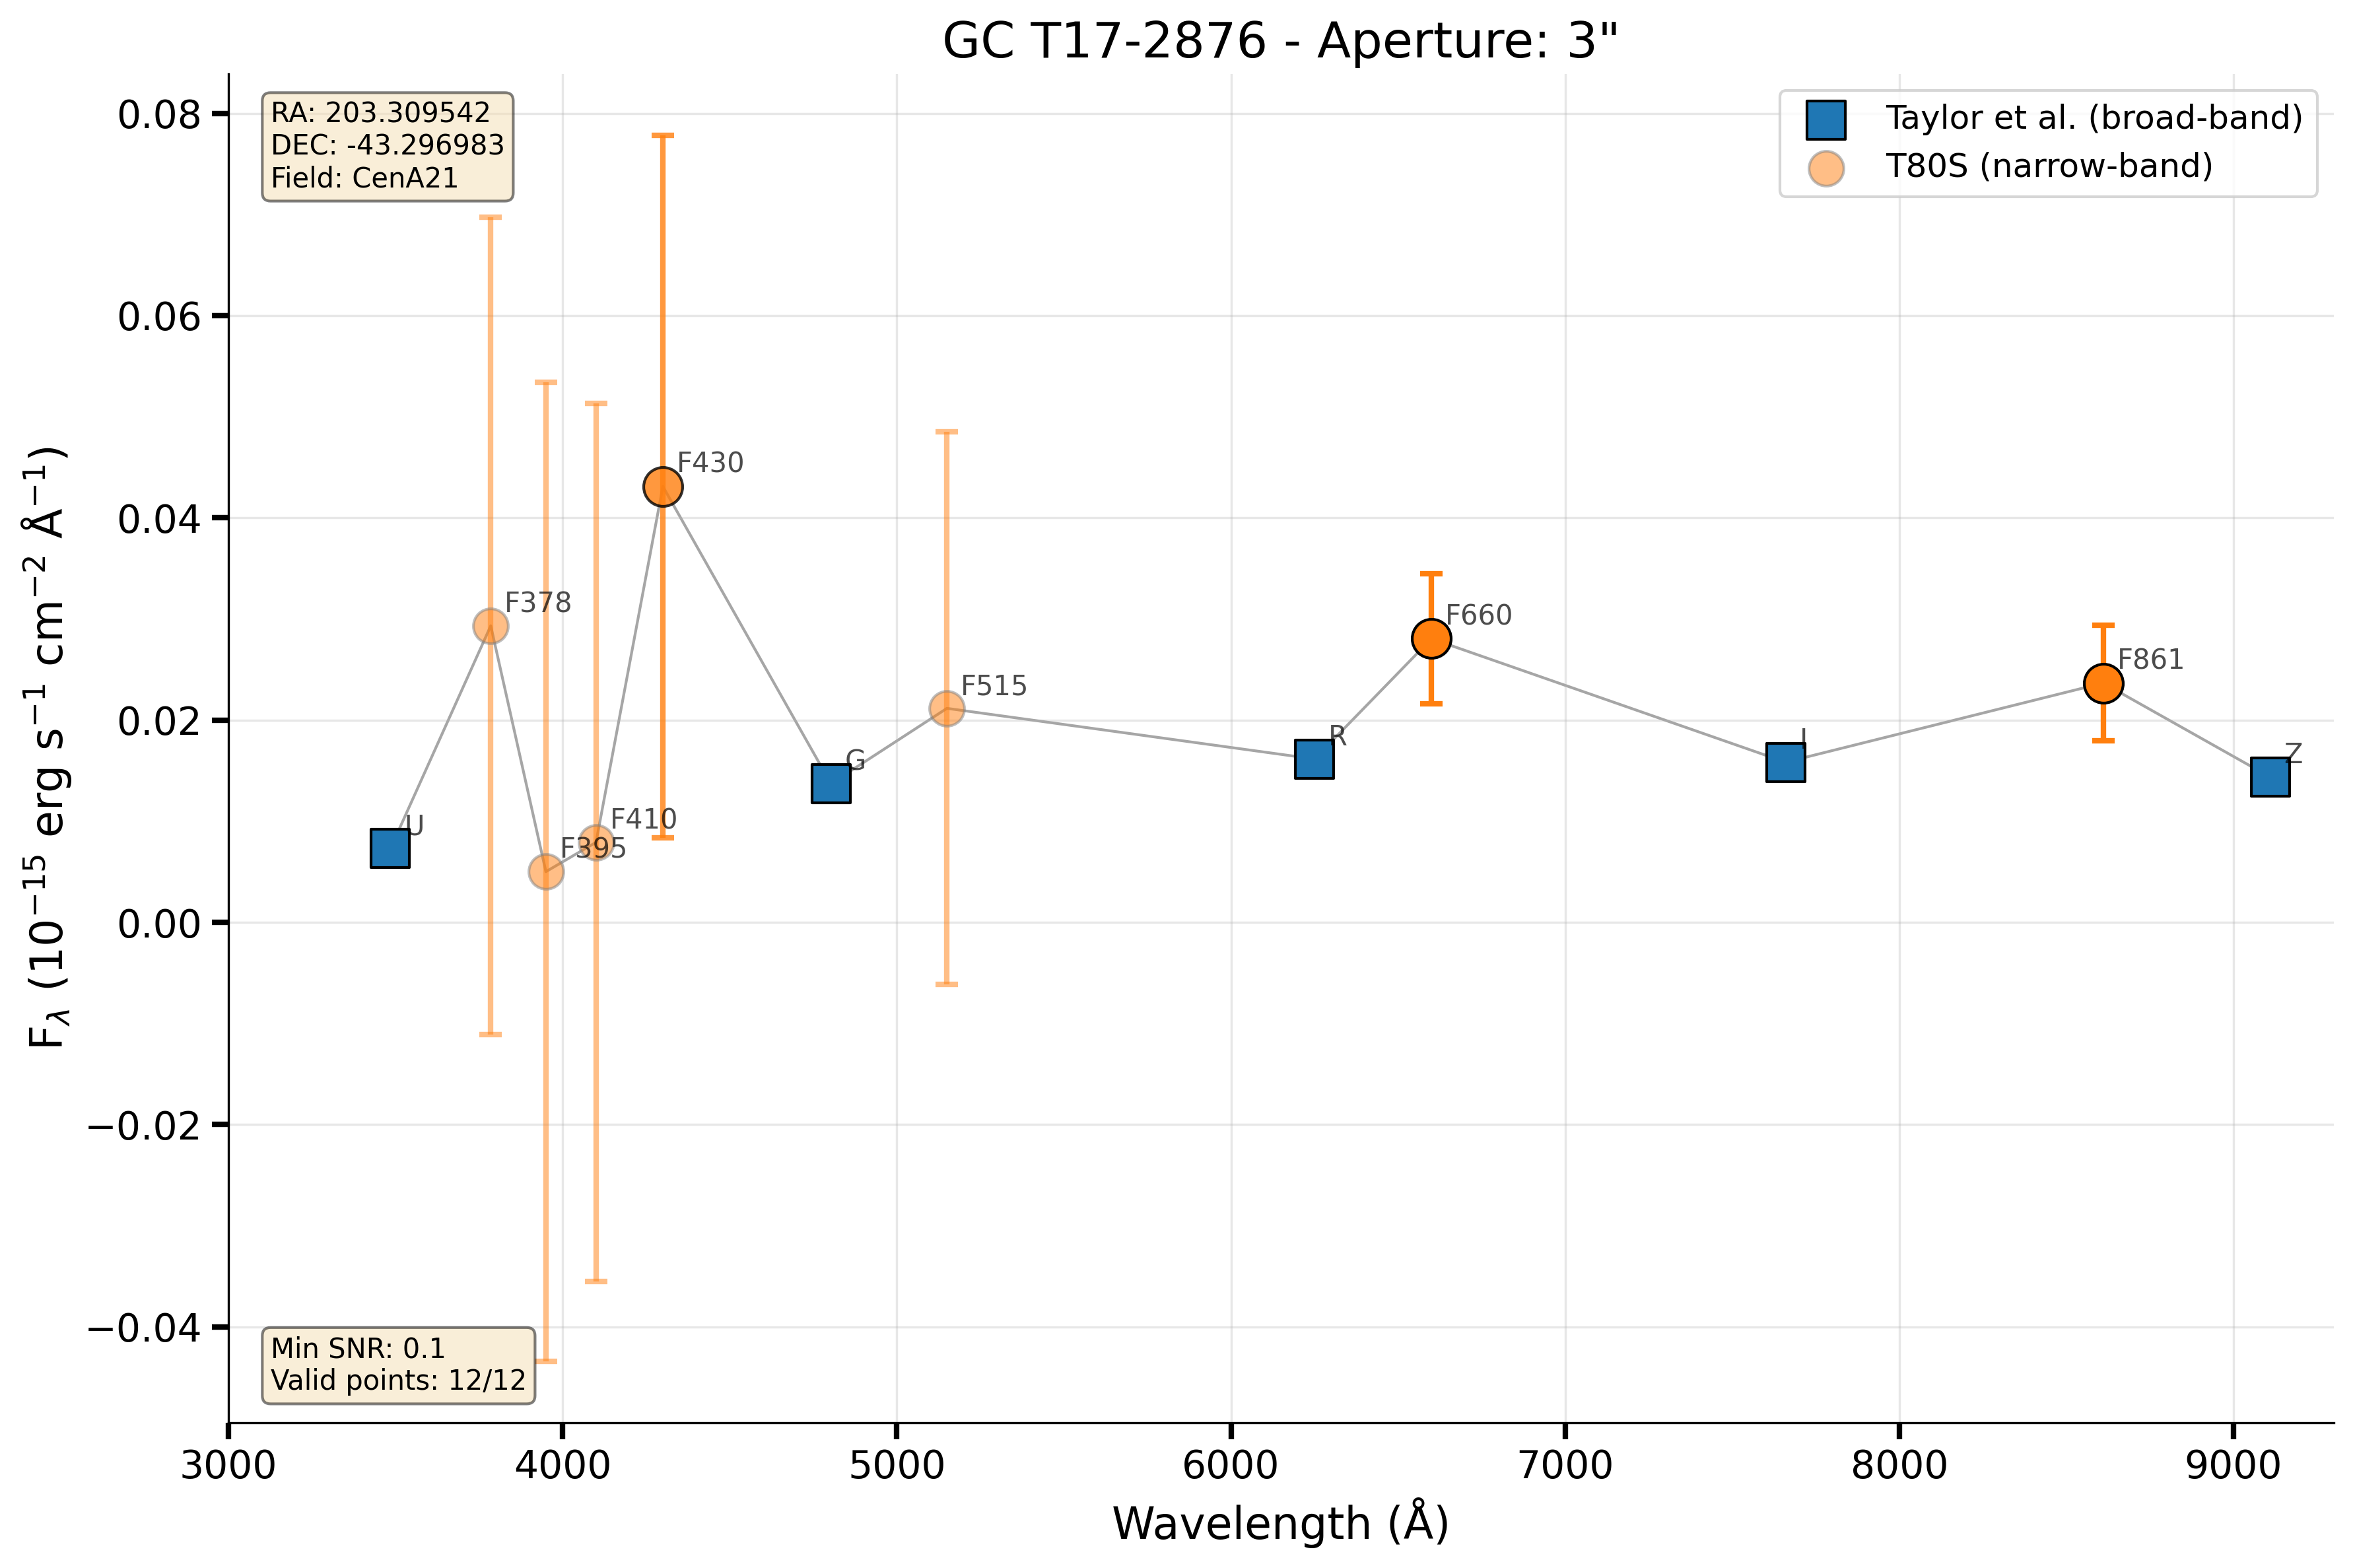 GC T17-2876 - Aperture: 3"
RA: 203.309542
DEC: -43.296983
Field: CenA21
Taylor et al. (broad-band)
T80S (narrow-band)
0.08
0.06
0.04
0.02
0.00
−0.02
−0.04
F$_{λ}$ (10$^{−15}$ erg s$^{−1}$ cm$^{−2}$ Å$^{−1}$)
U
F378
F395
F410
F430
G
F515
R
F660
I
F861
Z
Min SNR: 0.1
Valid points: 12/12
3000 4000 5000 6000 7000 8000 9000
Wavelength (Å)